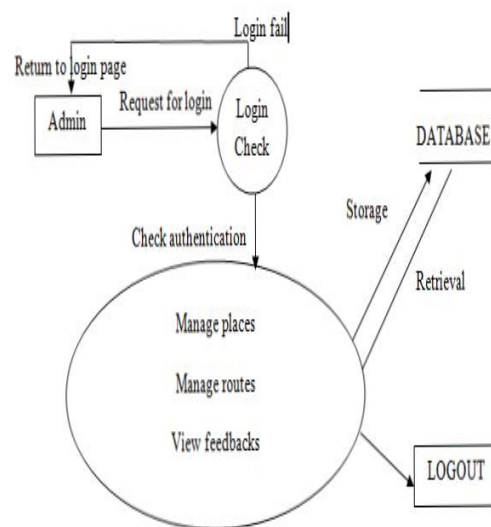 Login fail
Return to login page
Request for login
Admin
Login
Check
DATABASE
Storage
Check authentication
Retrieval
Manage places
Manage routes
View feedbacks
LOGOUT